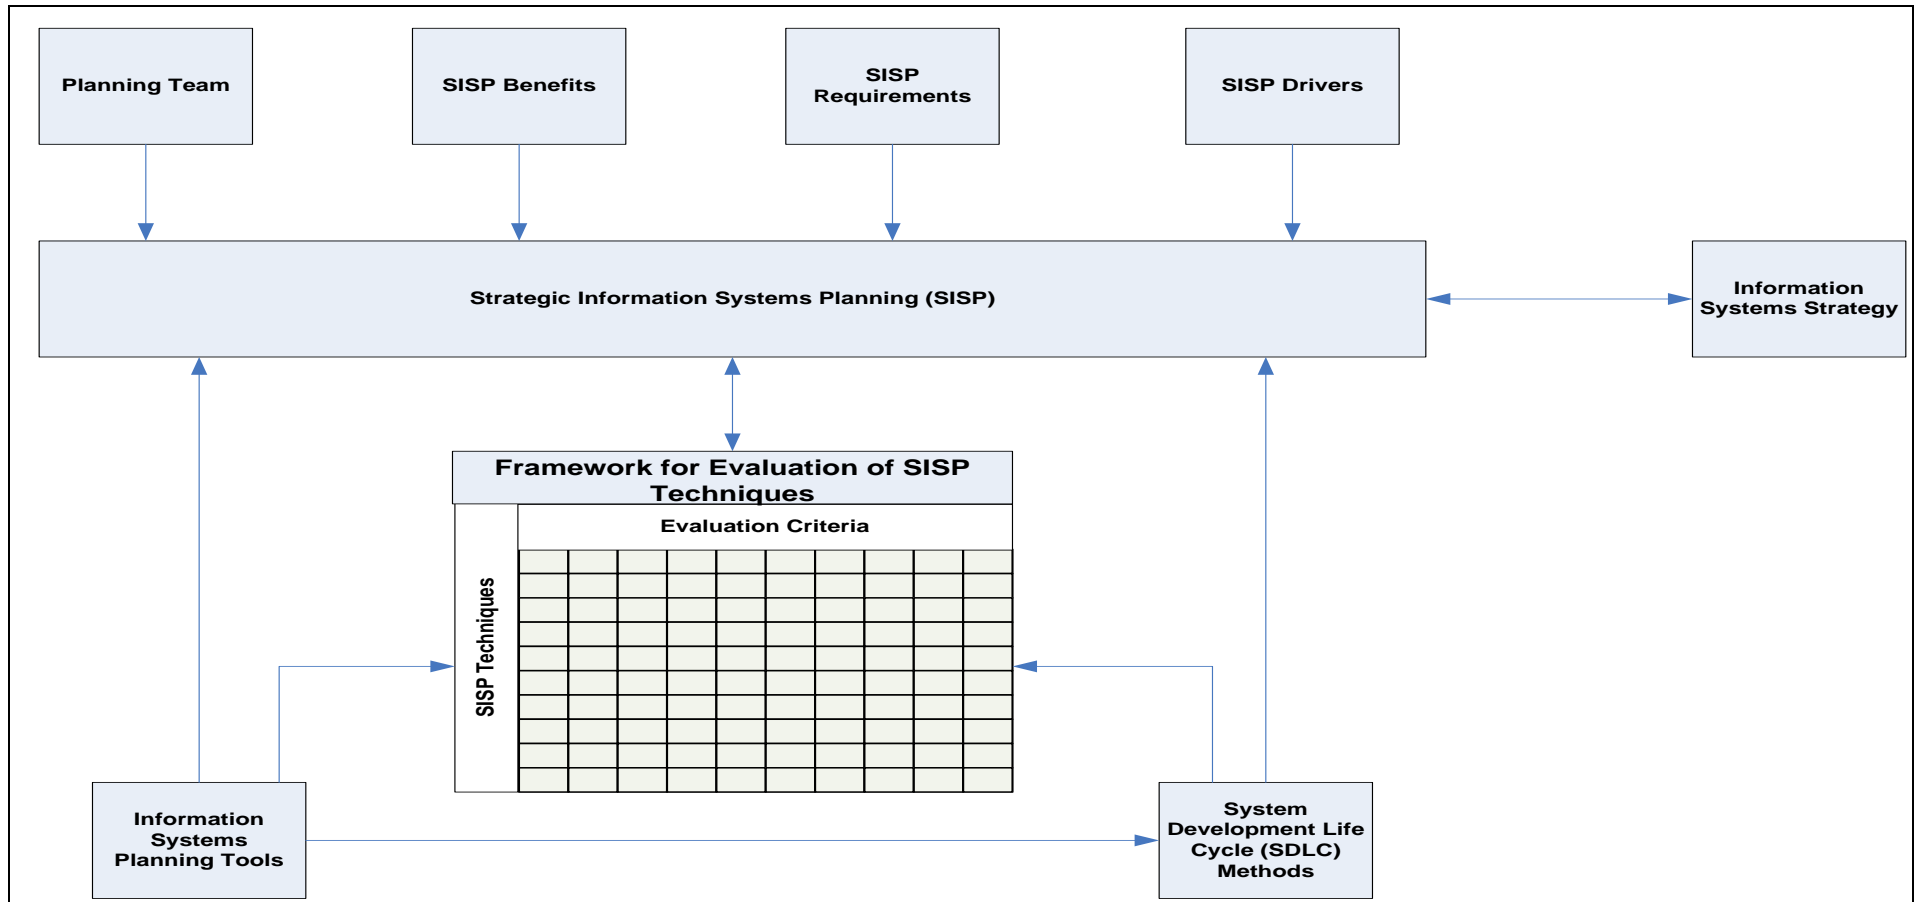 Planning Team
SISP Benefits
SISP
Requirements
SISP Drivers
Strategic Information Systems Planning (SISP)
Information
Systems Strategy
Framework for Evaluation of SISP
Techniques
Evaluation Criteria
SISP Techniques
Information
Systems
Planning Tools
System
Development Life
Cycle (SDLC)
Methods